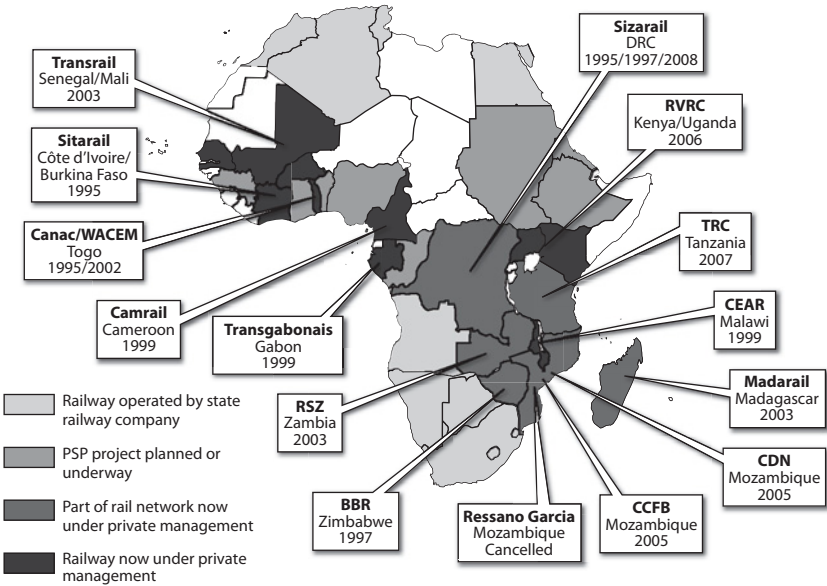 Transrail
Senegal/Mali
2003
Sitarail
Côte d'Ivoire/
Burkina Faso
1995
Canac/WACEM
Togo
1995/2002
Camrail
Cameroon
1999
Transgabonais
Gabon
1999
Sizarail
DRC
1995/1997/2008
RVRC
Kenya/Uganda
2006
TRC
Tanzania
2007
CEAR
Malawi
1999
Madarail
Madagascar
2003
CDN
Mozambique
2005
CCFB
Mozambique
2005
Ressano Garcia
Mozambique
Cancelled
BBR
Zimbabwe
1997
RSZ
Zambia
2003
Railway operated by state
railway company
PSP project planned or
underway
Part of rail network now
under private management
Railway now under private
management